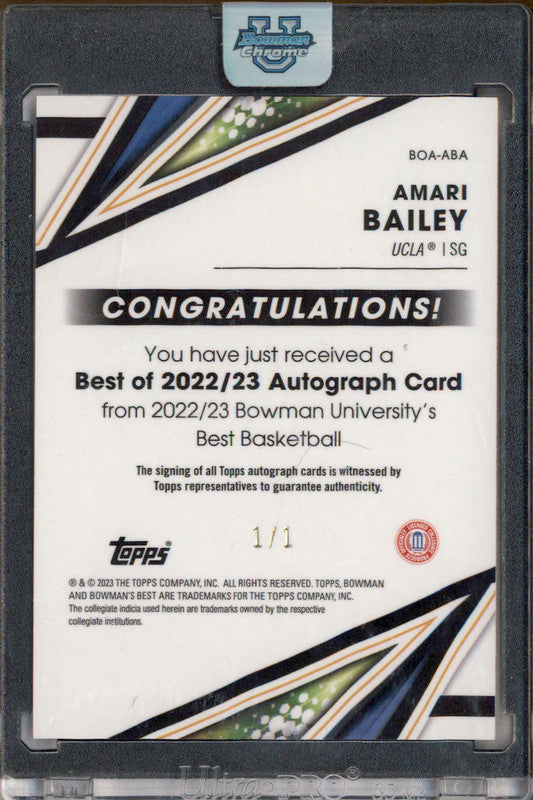 U
Bowman
Chrome
BOA-ABA
AMARI
BAILEY
UCLA® | SG
CONGRATULATIONS!
You have just received a
Best of 2022/23 Autograph Card
from 2022/23 Bowman University's
Best Basketball
The signing of all Topps autograph cards is witnessed by
Topps representatives to guarantee authenticity.
1/1
topps®
® & © 2023 THE TOPPS COMPANY, INC. ALL RIGHTS RESERVED. TOPPS, BOWMAN
AND BOWMAN'S BEST ARE TRADEMARKS FOR THE TOPPS COMPANY, INC.
The collegiate indicia used herein are trademarks owned by the respective
collegiate institutions.
Ultra·PRO®